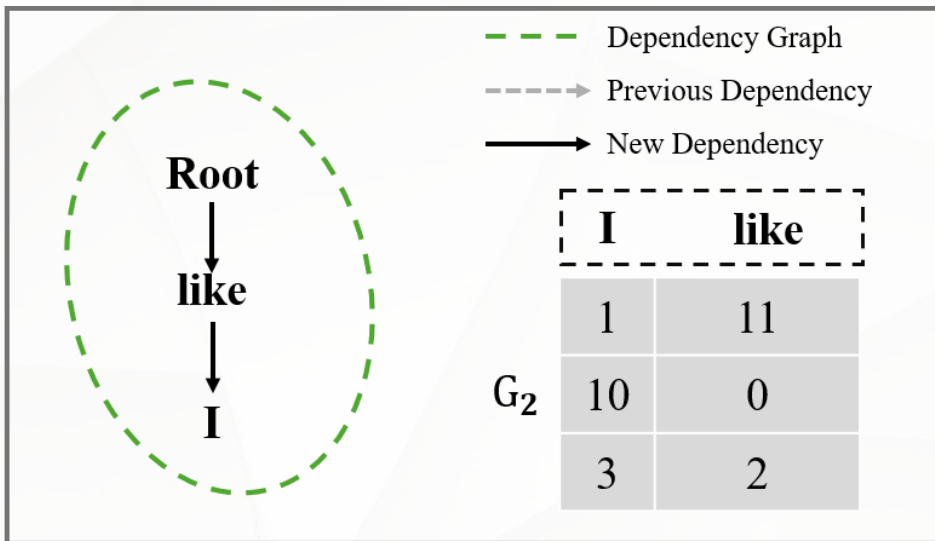 Dependency Graph
Previous Dependency
New Dependency
Root
like
I
I like
1 11
G₂ 10 0
3 2